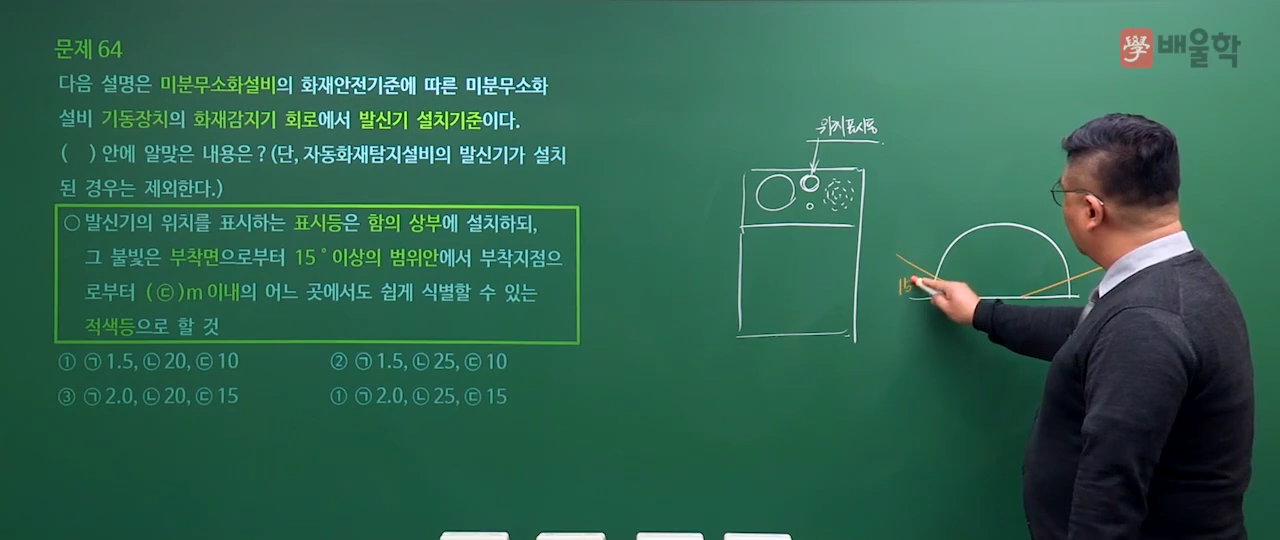 學 배울학
문제 64
다음 설명은 미분무소화설비의 화재안전기준에 따른 미분무소화
설비 기동장치의 화재감지기 회로에서 발신기 설치기준이다.
( ) 안에 알맞은 내용은? (단, 자동화재탐지설비의 발신기가 설치
된 경우는 제외한다.)
○ 발신기의 위치를 표시하는 표시등은 함의 상부에 설치하되,
그 불빛은 부착면으로부터 15˚ 이상의 범위안에서 부착지점으
로부터 (㉢)m 이내의 어느 곳에서도 쉽게 식별할 수 있는
적색등으로 할 것
① ㉠ 1.5, ㉡ 20, ㉢ 10
② ㉠ 1.5, ㉡ 25, ㉢ 10
③ ㉠ 2.0, ㉡ 20, ㉢ 15
① ㉠ 2.0, ㉡ 25, ㉢ 15
위치표시등
15